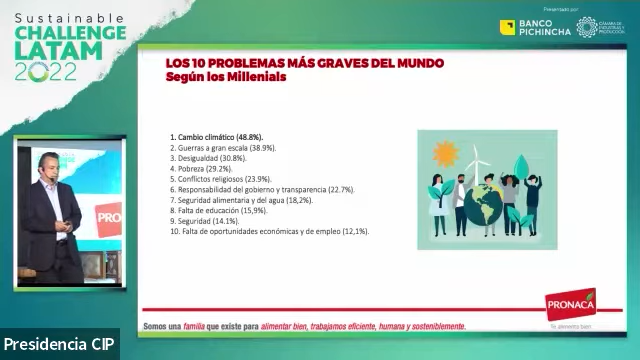 Sustainable
CHALLENGE
LATAM
2022
Presentado por:
BANCO
PICHINCHA
CÁMARA DE
INDUSTRIAS Y
PRODUCCIÓN
LOS 10 PROBLEMAS MÁS GRAVES DEL MUNDO
Según los Millenials
1. Cambio climático (48.8%).
2. Guerras a gran escala (38.9%).
3. Desigualdad (30.8%).
4. Pobreza (29.2%).
5. Conflictos religiosos (23.9%).
6. Responsabilidad del gobierno y transparencia (22.7%).
7. Seguridad alimentaria y del agua (18,2%).
8. Falta de educación (15,9%).
9. Seguridad (14.1%).
10. Falta de oportunidades económicas y de empleo (12,1%).
PRONACA
PRONACA
Te alimenta bien
Somos una familia que existe para alimentar bien, trabajamos eficiente, humana y sosteniblemente.
Presidencia CIP